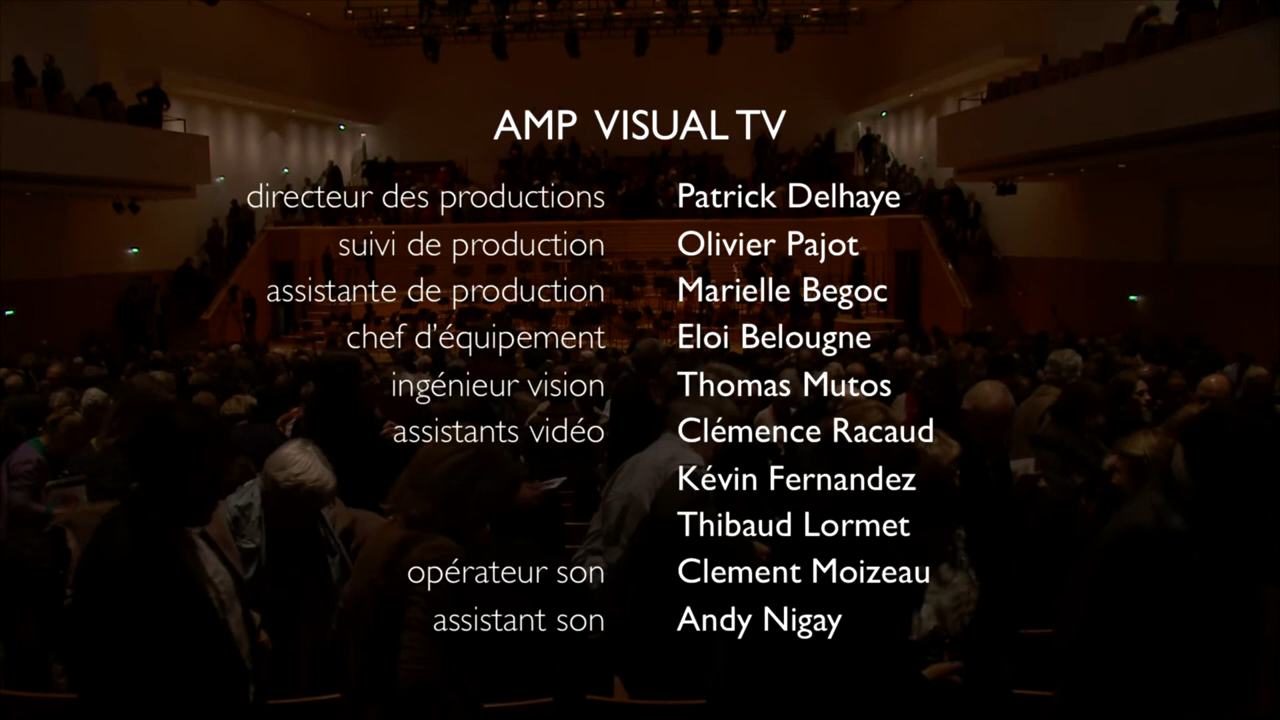 AMP VISUAL TV
directeur des productions Patrick Delhaye
suivi de production Olivier Pajot
assistante de production Marielle Begoc
chef d'équipement Eloi Belougne
ingénieur vision Thomas Mutos
assistants vidéo Clémence Racaud
Kévin Fernandez
Thibaud Lormet
opérateur son Clement Moizeau
assistant son Andy Nigay